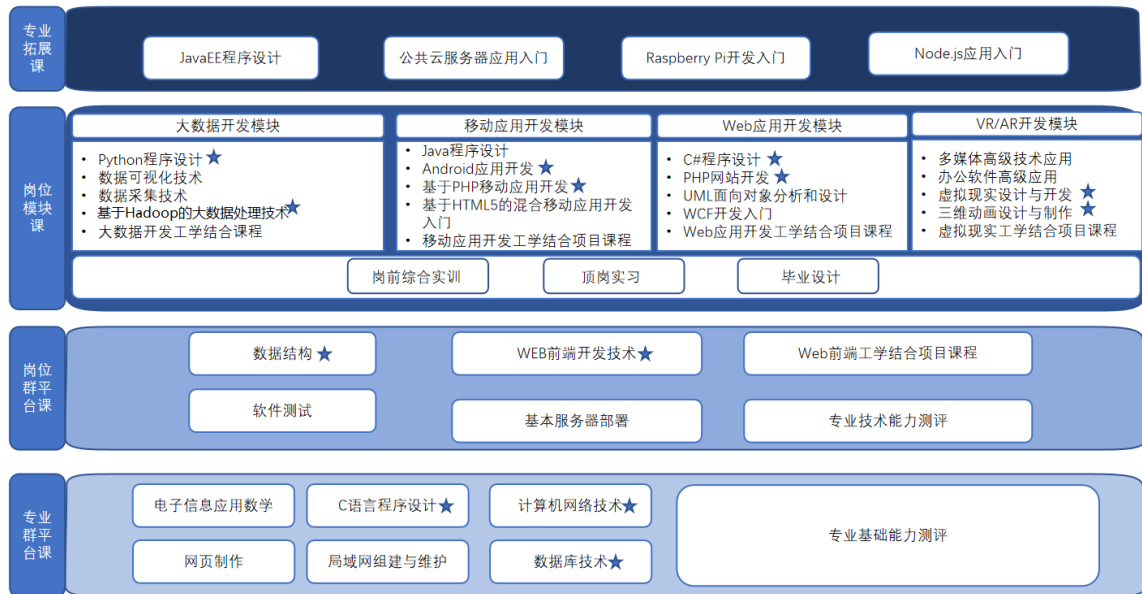 专业
拓展
课
JavaEE程序设计
公共云服务器应用入门
Raspberry Pi开发入门
Node.js应用入门
岗位
模块
课
大数据开发模块
• Python程序设计★
• 数据可视化技术
• 数据采集技术
• 基于Hadoop的大数据处理技术★
• 大数据开发工学结合课程
移动应用开发模块
• Java程序设计
• Android应用开发★
• 基于PHP移动应用开发★
• 基于HTML5的混合移动应用开发
入门
• 移动应用开发工学结合项目课程
Web应用开发模块
• C#程序设计★
• PHP网站开发★
• UML面向对象分析和设计
• WCF开发入门
• Web应用开发工学结合项目课程
VR/AR开发模块
• 多媒体高级技术应用
• 办公软件高级应用
• 虚拟现实设计与开发★
• 三维动画设计与制作★
• 虚拟现实工学结合项目课程
岗前综合实训
顶岗实习
毕业设计
岗位
群平
台课
数据结构★
WEB前端开发技术★
Web前端工学结合项目课程
软件测试
基本服务器部署
专业技术能力测评
专业
群平
台课
电子信息应用数学
C语言程序设计★
计算机网络技术★
专业基础能力测评
网页制作
局域网组建与维护
数据库技术★